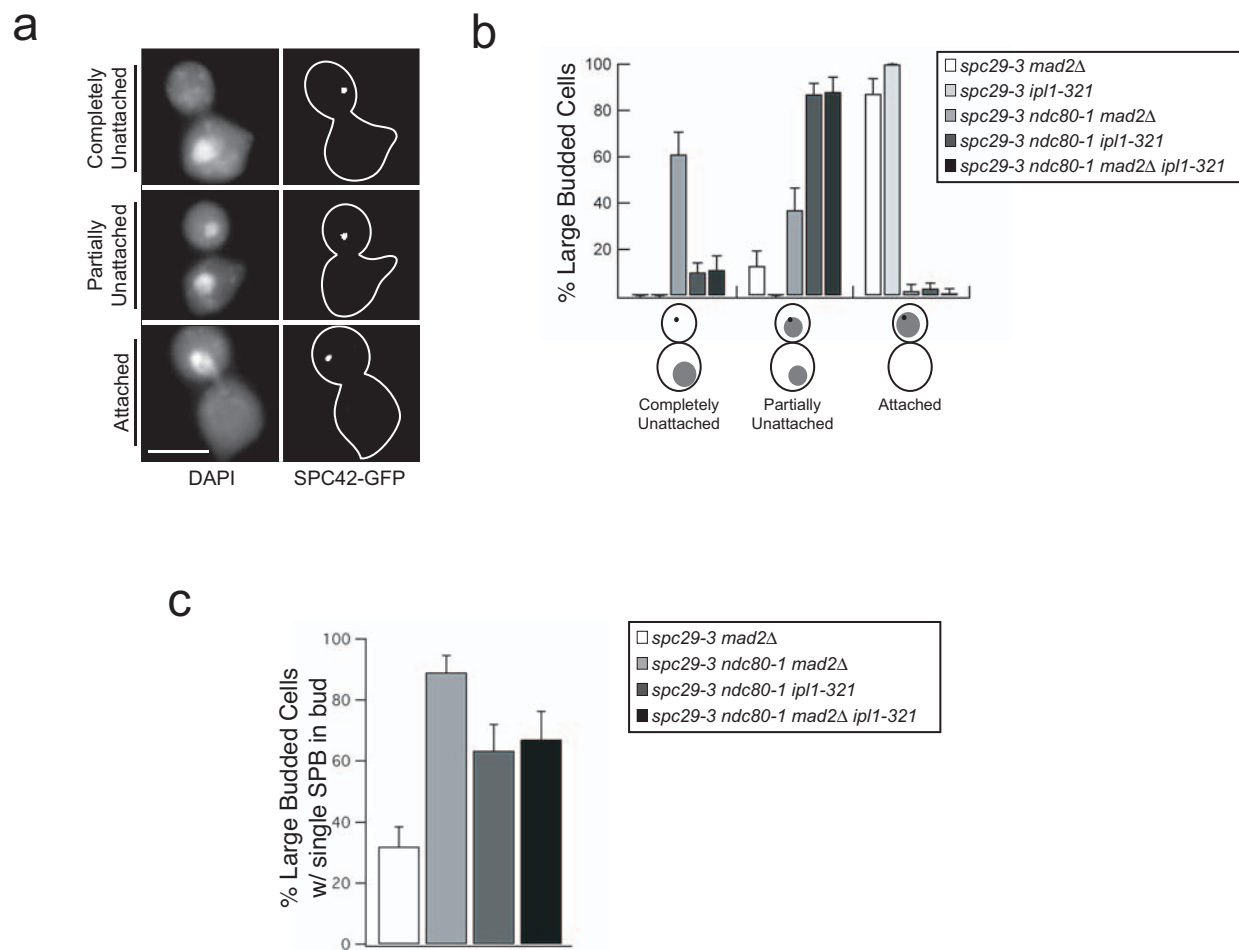 a
Completely
Unattached
Partially
Unattached
Attached
DAPI
SPC42-GFP
b
% Large Budded Cells
100
80
60
40
20
spc29-3 mad2Δ
spc29-3 ipl1-321
spc29-3 ndc80-1 mad2Δ
spc29-3 ndc80-1 ipl1-321
spc29-3 ndc80-1 mad2Δ ipl1-321
Completely
Unattached
Partially
Unattached
Attached
c
% Large Budded Cells
w/ single SPB in bud
100
80
60
40
20
0
spc29-3 mad2Δ
spc29-3 ndc80-1 mad2Δ
spc29-3 ndc80-1 ipl1-321
spc29-3 ndc80-1 mad2Δ ipl1-321